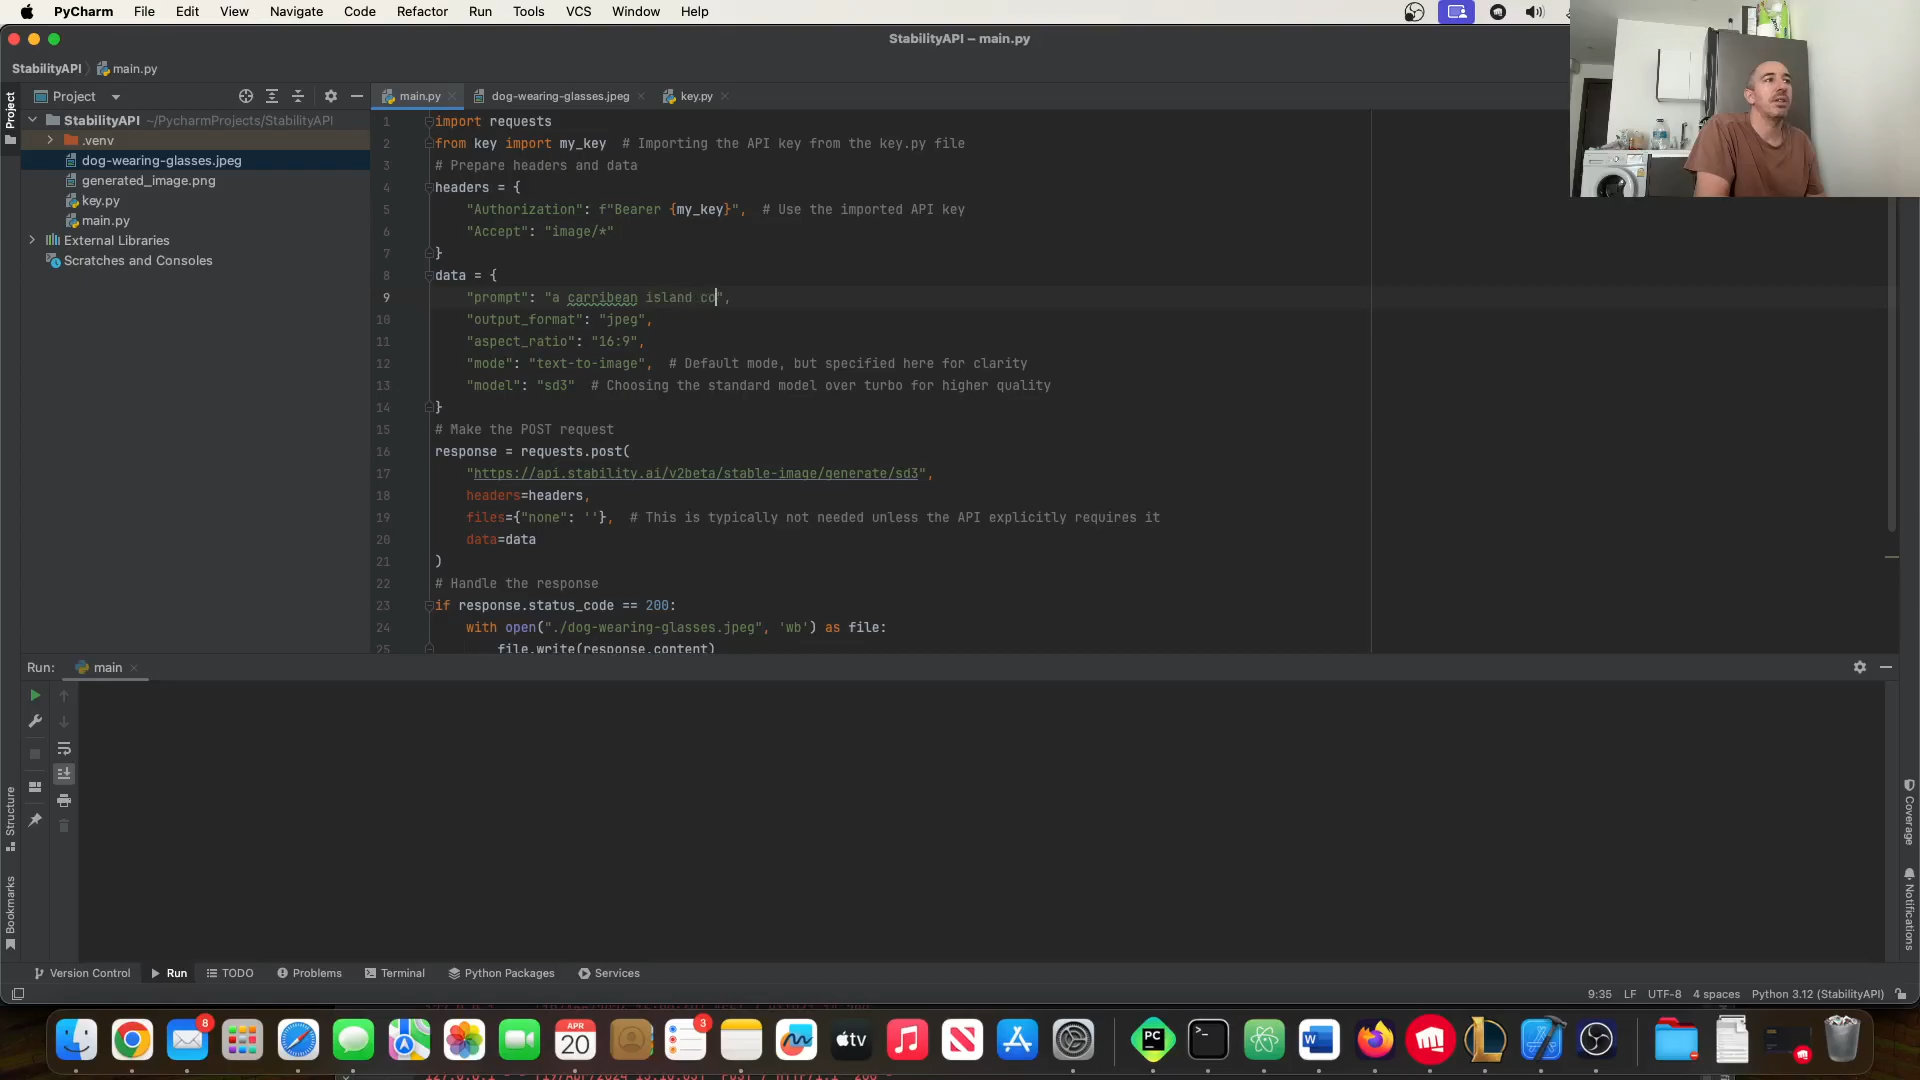 PyCharm File Edit View Navigate Code Refactor Run Tools VCS Window Help
StabilityAPI – main.py
StabilityAPI main.py
Project
Project main.py dog-wearing-glasses.jpeg key.py
StabilityAPI ~/PycharmProjects/StabilityAPI
.venv
dog-wearing-glasses.jpeg
generated_image.png
key.py
main.py
External Libraries
Scratches and Consoles
1 import requests
2 from key import my_key # Importing the API key from the key.py file
3 # Prepare headers and data
4 headers = {
5 "Authorization": f"Bearer {my_key}", # Use the imported API key
6 "Accept": "image/*"
7 }
8 data = {
9 "prompt": "a carribean island co",
10 "output_format": "jpeg",
11 "aspect_ratio": "16:9",
12 "mode": "text-to-image", # Default mode, but specified here for clarity
13 "model": "sd3" # Choosing the standard model over turbo for higher quality
14 }
15 # Make the POST request
16 response = requests.post(
17 "https://api.stability.ai/v2beta/stable-image/generate/sd3",
18 headers=headers,
19 files={"none": ''}, # This is typically not needed unless the API explicitly requires it
20 data=data
21 )
22 # Handle the response
23 if response.status_code == 200:
24 with open("./dog-wearing-glasses.jpeg", 'wb') as file:
25 file.write(response.content)
Run: main
Structure
Bookmarks
Coverage
Notifications
Version Control Run TODO Problems Terminal Python Packages Services
9:35 LF UTF-8 4 spaces Python 3.12 (StabilityAPI)
8
APR
20
3
tv
PC
W